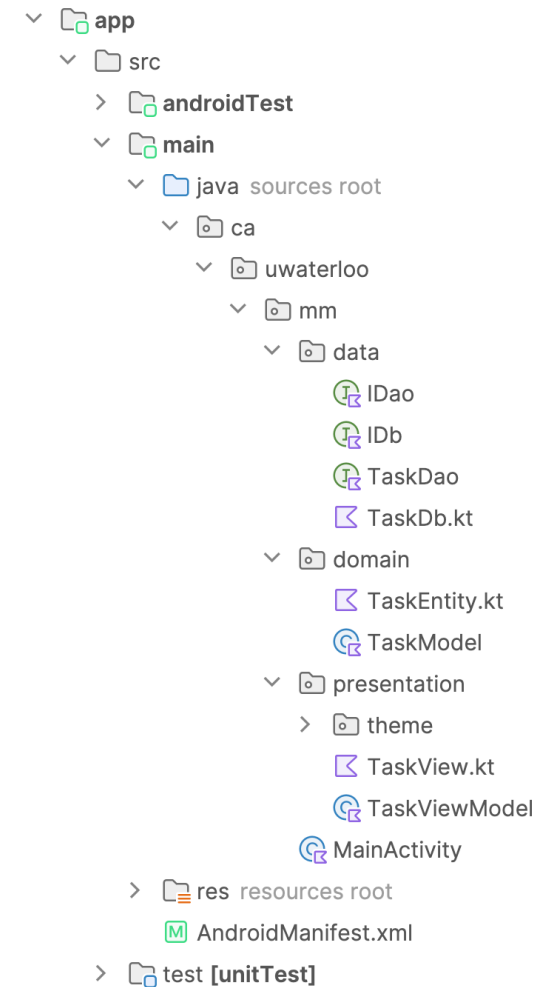 app
src
androidTest
main
java sources root
ca
uwaterloo
mm
data
IDao
IDb
TaskDao
TaskDb.kt
domain
TaskEntity.kt
TaskModel
presentation
theme
TaskView.kt
TaskViewModel
MainActivity
res resources root
AndroidManifest.xml
test [unitTest]